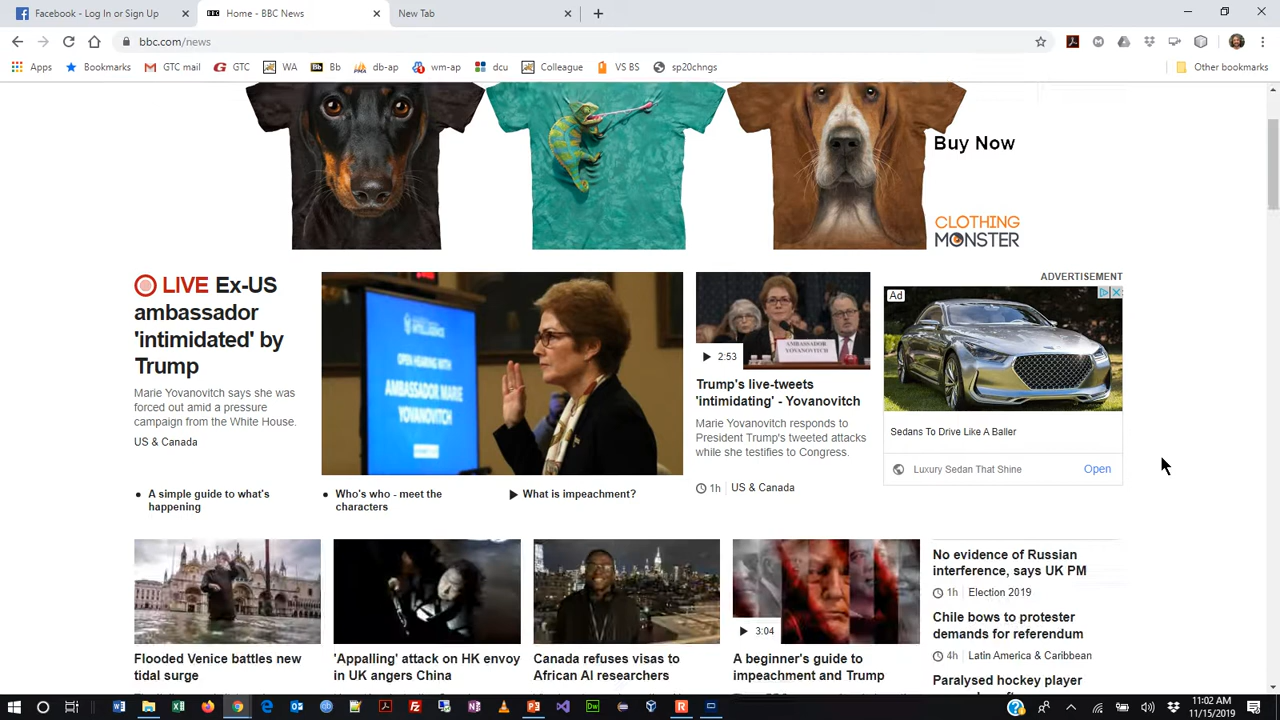 Facebook - Log In or Sign Up
Home - BBC News
New Tab
bbc.com/news
Apps
Bookmarks
GTC mail
GTC
WA
Bb
db-ap
wm-ap
dcu
Colleague
VS BS
sp20chngs
Other bookmarks
Buy Now
CLOTHING
MONSTER
LIVE Ex-US
ambassador
'intimidated' by
Trump
Marie Yovanovitch says she was
forced out amid a pressure
campaign from the White House.
US & Canada
OPEN HEARING WITH
AMBASSADOR MARIE
YOVANOVITCH
AMBASSADOR
YOVANOVITCH
2:53
Trump's live-tweets
'intimidating' - Yovanovitch
Marie Yovanovitch responds to
President Trump's tweeted attacks
while she testifies to Congress.
1h US & Canada
ADVERTISEMENT
Ad
Sedans To Drive Like A Baller
Luxury Sedan That Shine
Open
A simple guide to what's
happening
Who's who - meet the
characters
What is impeachment?
Flooded Venice battles new
tidal surge
'Appalling' attack on HK envoy
in UK angers China
Canada refuses visas to
African AI researchers
3:04
A beginner's guide to
impeachment and Trump
No evidence of Russian
interference, says UK PM
1h Election 2019
Chile bows to protester
demands for referendum
4h Latin America & Caribbean
Paralysed hockey player
11:02 AM
11/15/2019